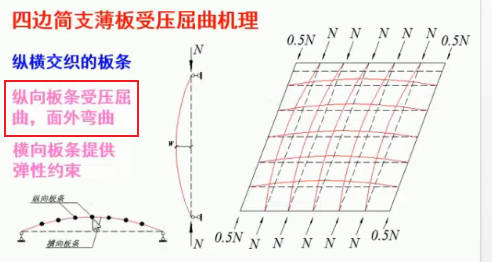 四边简支薄板受压屈曲机理
纵横交织的板条
纵向板条受压屈
曲，面外弯曲
横向板条提供
弹性约束
纵向板条
横向板条
N
w
N
0.5N N N N N N 0.5N
0.5N N N N N N 0.5N